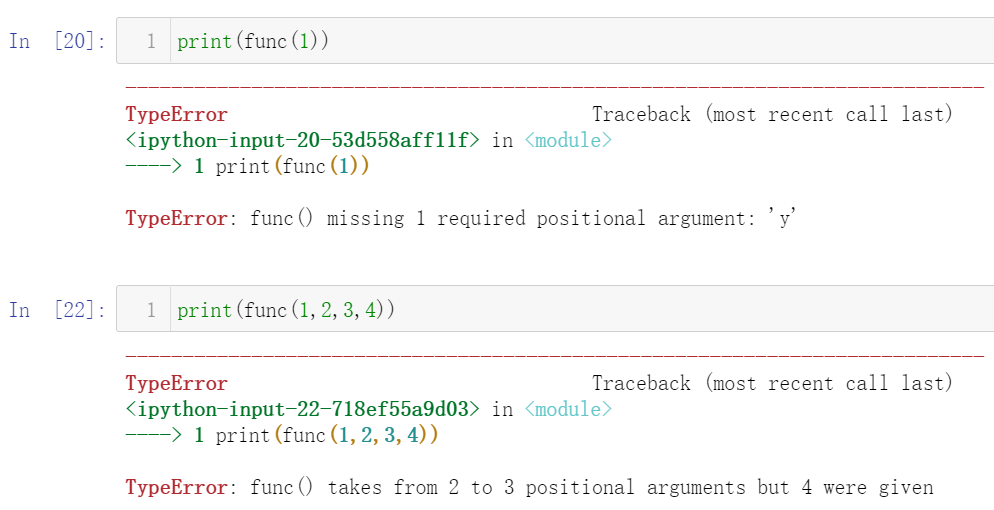 In [20]: 1 print(func(1))
---------------------------------------------------------------------------
TypeError Traceback (most recent call last)
<ipython-input-20-53d558aff11f> in <module>
----> 1 print(func(1))
TypeError: func() missing 1 required positional argument: 'y'
In [22]: 1 print(func(1,2,3,4))
---------------------------------------------------------------------------
TypeError Traceback (most recent call last)
<ipython-input-22-718ef55a9d03> in <module>
----> 1 print(func(1,2,3,4))
TypeError: func() takes from 2 to 3 positional arguments but 4 were given